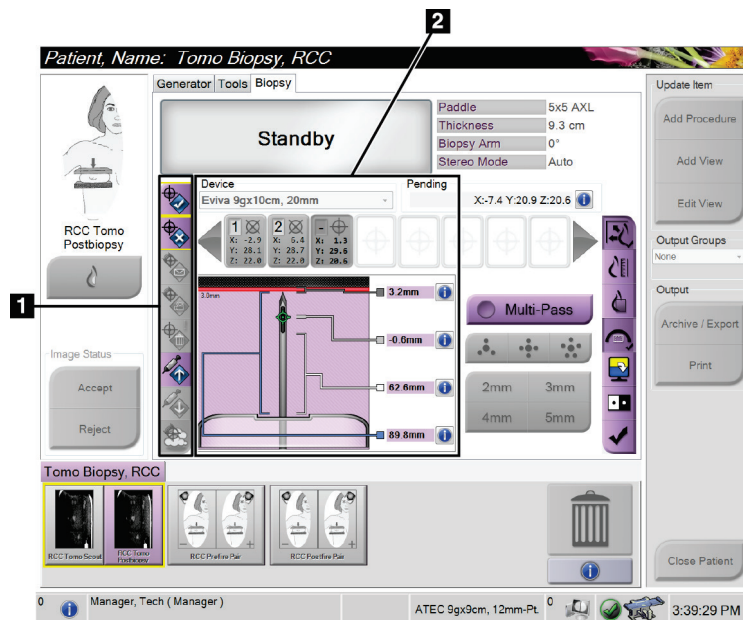 2
Patient, Name: Tomo Biopsy, RCC
1
RCC Tomo
Postbiopsy
Image Status
Accept
Reject
Generator Tools Biopsy
Standby
Paddle 5x5 AXL
Thickness 9.3 cm
Biopsy Arm 0°
Stereo Mode Auto
Device Pending
Eviva 9gx10cm, 20mm X:-7.4 Y:20.9 Z:20.6
1 2 -
X: -2.9 X: 6.4 X: 1.3
Y: 28.1 Y: 28.7 Y: 29.6
Z: 22.0 Z: 22.0 Z: 20.6
3.0mm
3.2mm
-0.6mm
62.6mm
89.8mm
Multi-Pass
2mm 3mm
4mm 5mm
Tomo Biopsy, RCC
RCC Tomo Scout
RCC Tomo
Postbiopsy
RCC Prefire Pair
RCC Postfire Pair
Update Item
Add Procedure
Add View
Edit View
Output Groups
None
Output
Archive / Export
Print
Close Patient
0 Manager, Tech ( Manager ) ATEC 9gx9cm, 12mm-Pt. 0 3:39:29 PM